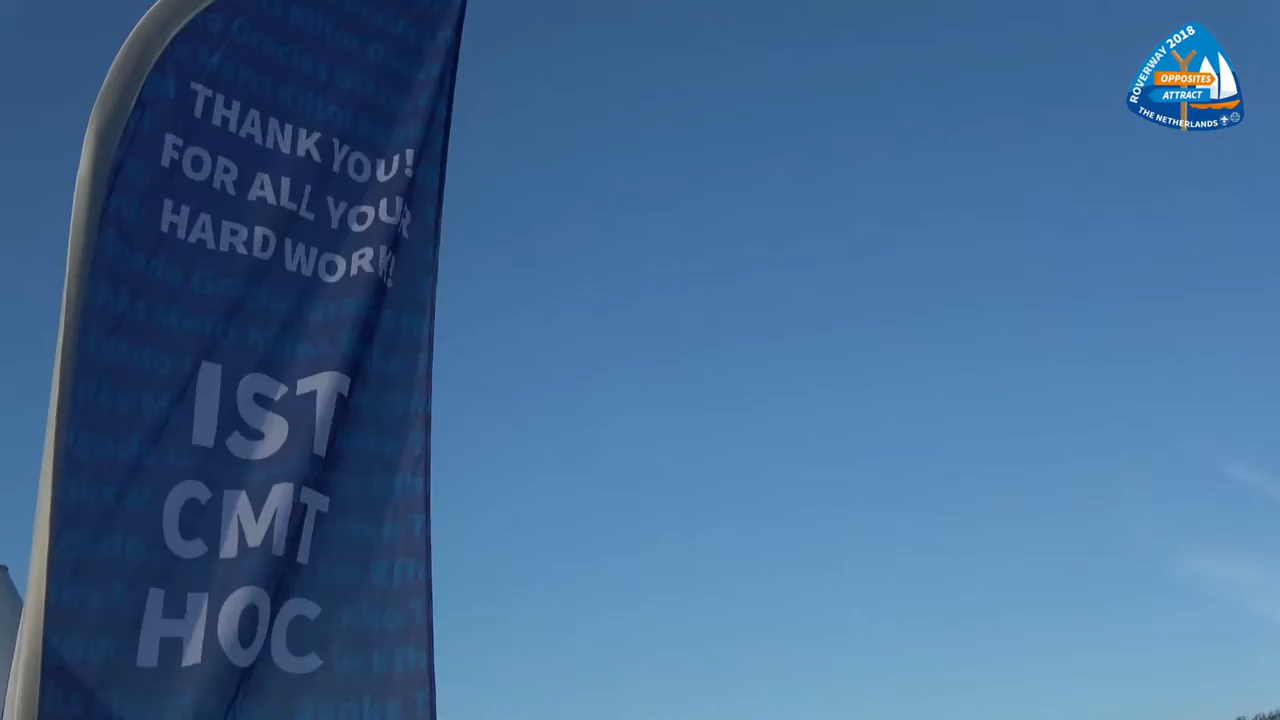 THANK YOU!
FOR ALL YOUR
HARD WORK!
IST
CMT
HOC
ROVERWAY 2018
OPPOSITES
ATTRACT
THE NETHERLANDS